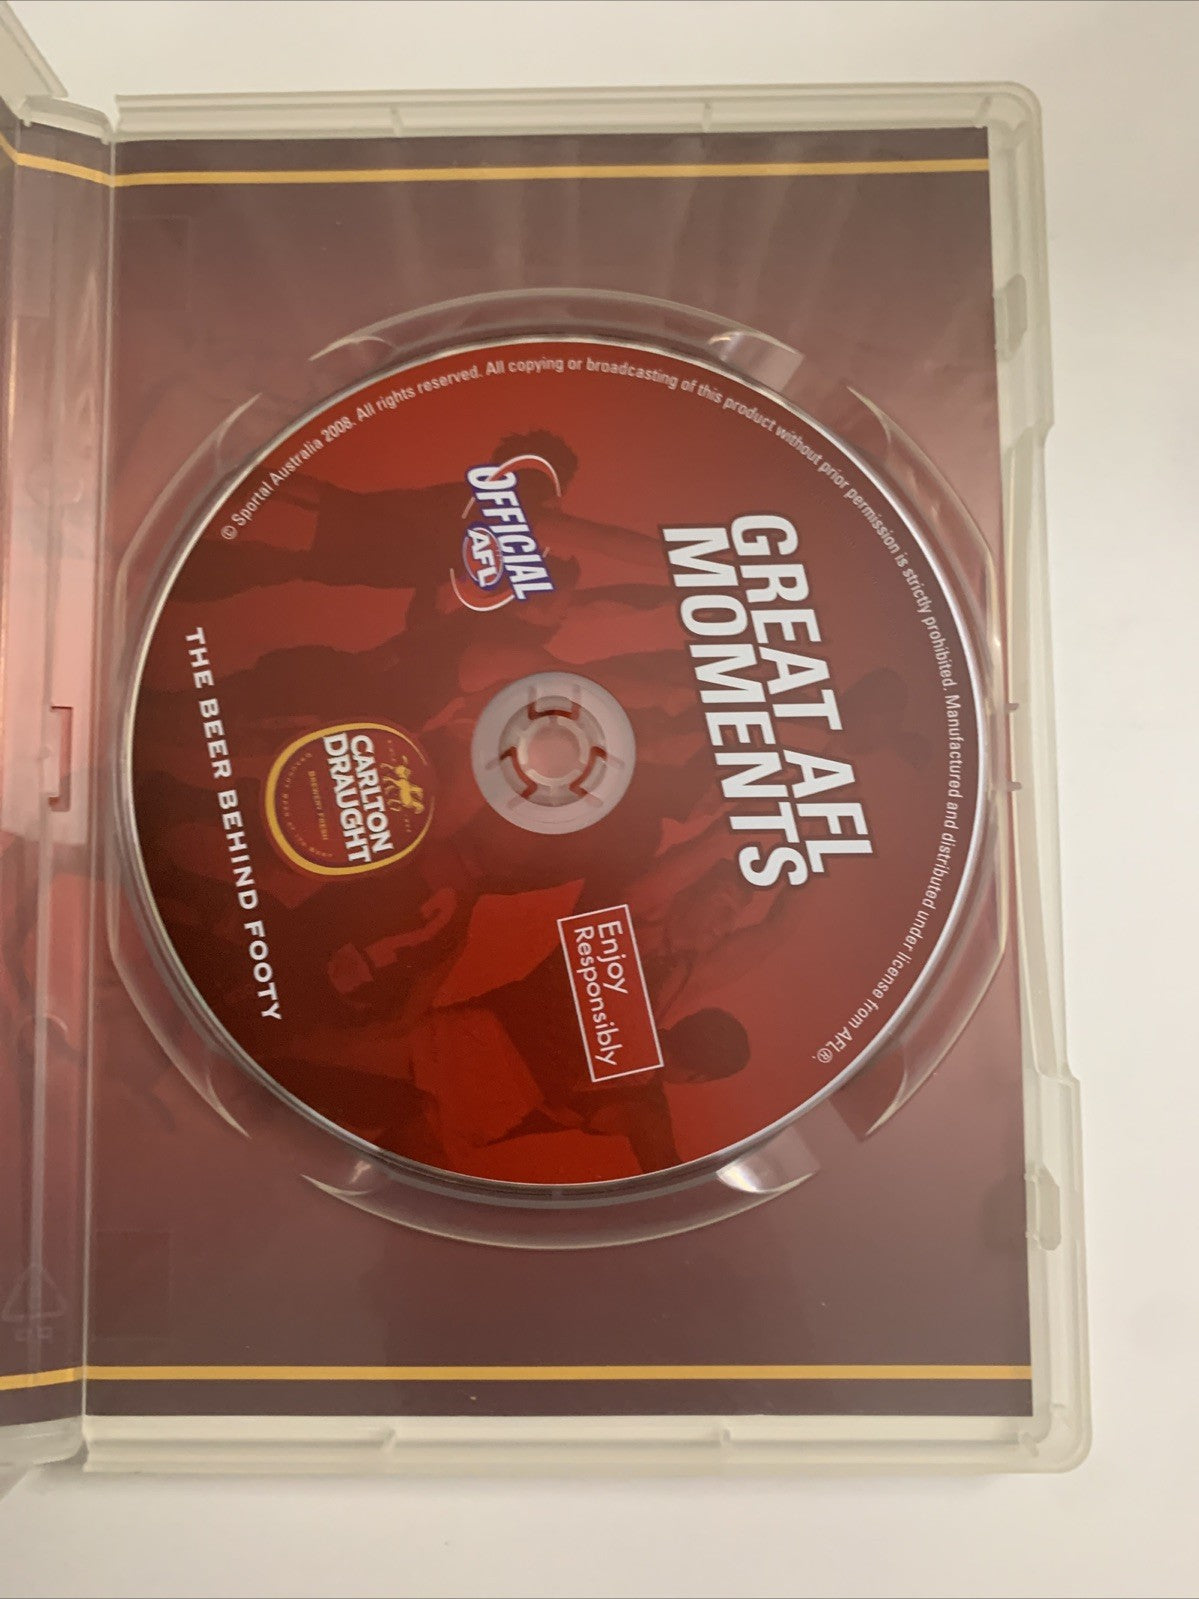 © Sportal Australia 2008. All rights reserved. All copying or broadcasting of this product without prior permission is strictly prohibited. Manufactured and distributed under license from AFL®.
GREAT AFL
MOMENTS
OFFICIAL
AFL
Enjoy
Responsibly
CARLTON
DRAUGHT
BREWERY FRESH
THE BEER BEHIND FOOTY